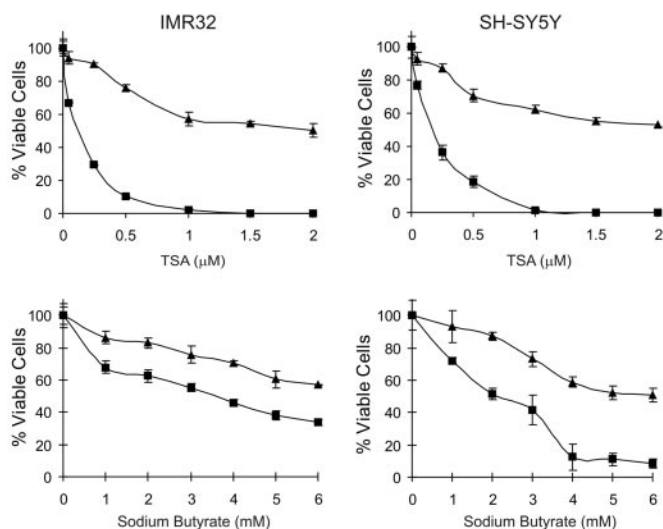 IMR32
SH-SY5Y
% Viable Cells
100
80
60
40
20
0
0 0.5 1 1.5 2
TSA (μM)
% Viable Cells
100
80
60
40
20
0
0 0.5 1 1.5 2
TSA (μM)
% Viable Cells
100
80
60
40
20
0
0 1 2 3 4 5 6
Sodium Butyrate (mM)
% Viable Cells
100
80
60
40
20
0
0 1 2 3 4 5 6
Sodium Butyrate (mM)